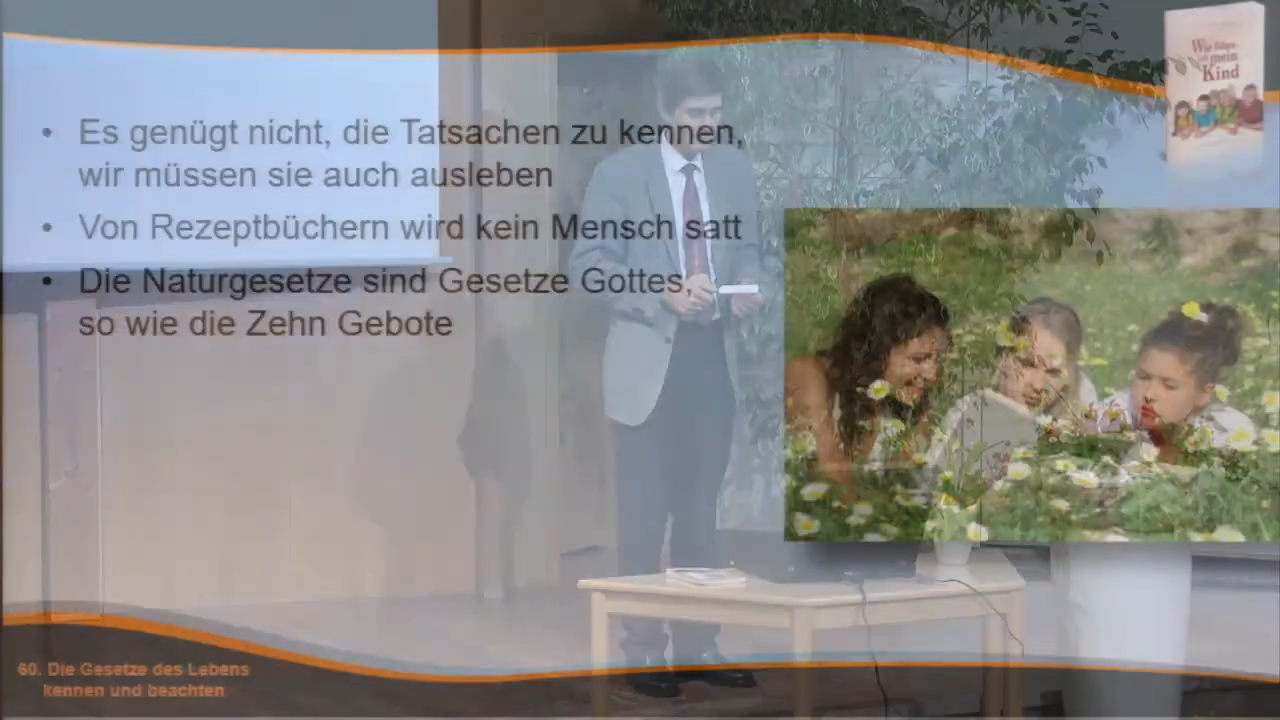 Wie führe
ich mein
Kind
• Es genügt nicht, die Tatsachen zu kennen,
wir müssen sie auch ausleben
• Von Rezeptbüchern wird kein Mensch satt
• Die Naturgesetze sind Gesetze Gottes,
so wie die Zehn Gebote
60. Die Gesetze des Lebens
kennen und beachten